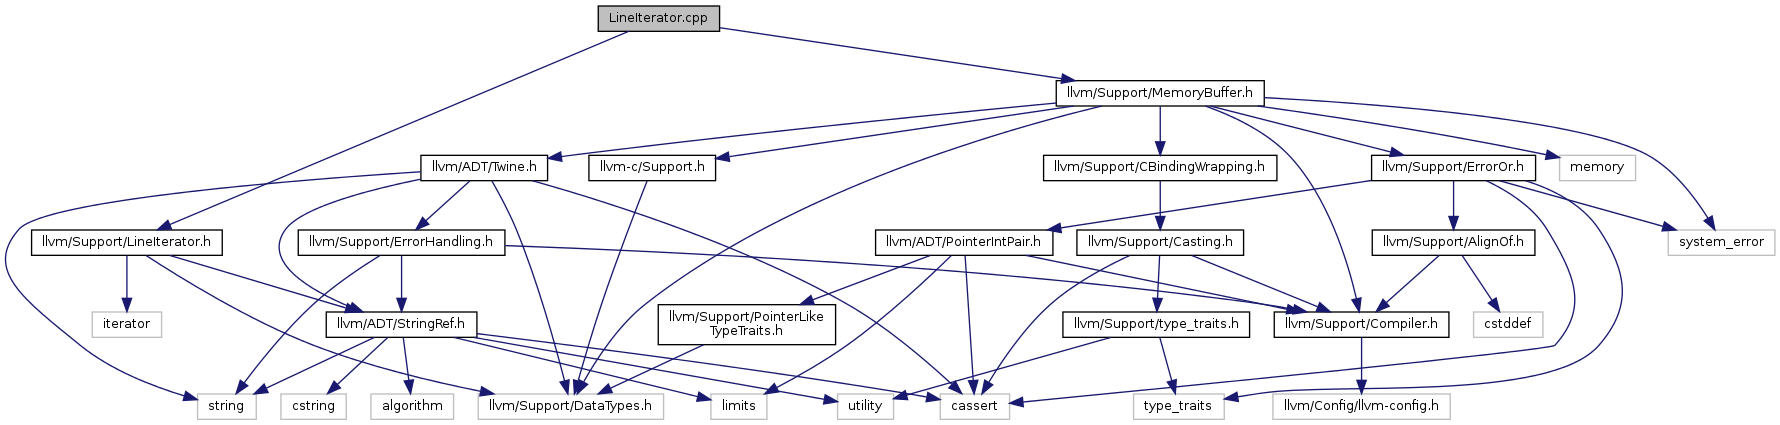 LineIterator.cpp
llvm/Support/MemoryBuffer.h
llvm/ADT/Twine.h
llvm-c/Support.h
llvm/Support/CBindingWrapping.h
llvm/Support/ErrorOr.h
memory
llvm/Support/LineIterator.h
llvm/Support/ErrorHandling.h
llvm/ADT/PointerIntPair.h
llvm/Support/Casting.h
llvm/Support/AlignOf.h
system_error
iterator
llvm/ADT/StringRef.h
llvm/Support/PointerLike
TypeTraits.h
llvm/Support/type_traits.h
llvm/Support/Compiler.h
cstddef
string
cstring
algorithm
llvm/Support/DataTypes.h
limits
utility
cassert
type_traits
llvm/Config/llvm-config.h